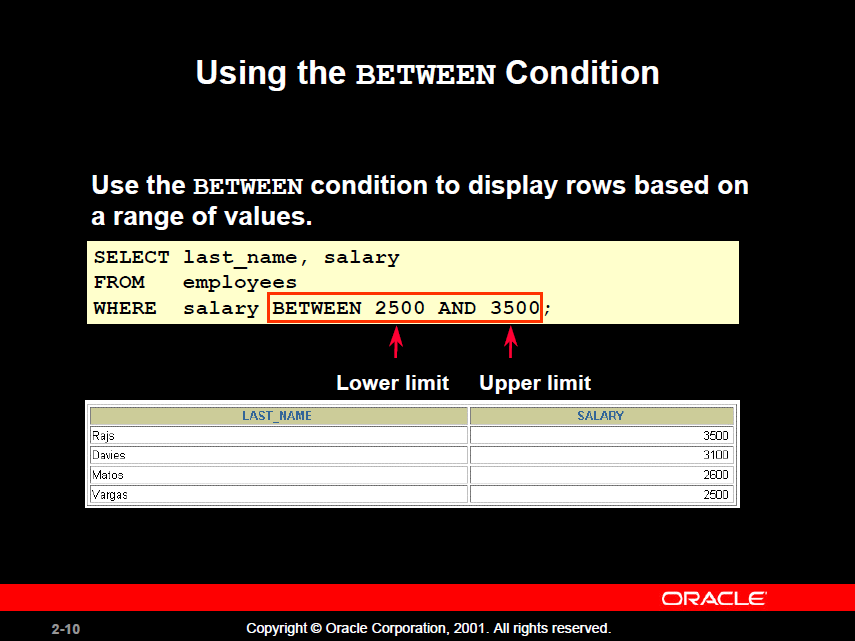 Using the BETWEEN Condition
Use the BETWEEN condition to display rows based on
a range of values.
SELECT last_name, salary
FROM employees
WHERE salary BETWEEN 2500 AND 3500;
Lower limit Upper limit
LAST_NAME SALARY
Rajs 3500
Davies 3100
Matos 2600
Vargas 2500
ORACLE
2-10 Copyright © Oracle Corporation, 2001. All rights reserved.